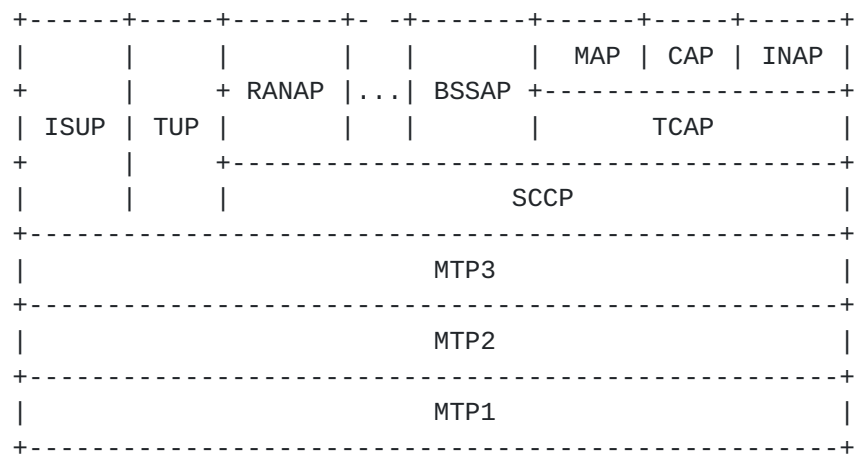 MAP | CAP | INAP
RANAP |...| BSSAP
ISUP | TUP | TCAP
SCCP
MTP3
MTP2
MTP1